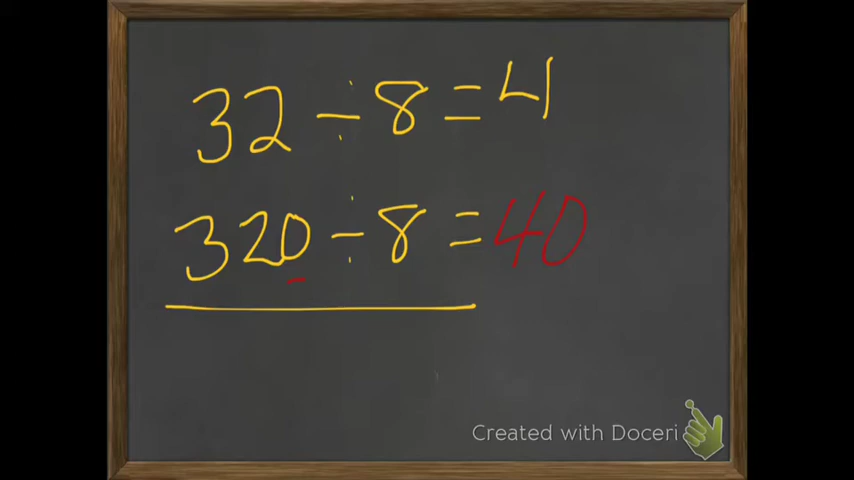 32 ÷ 8 = 4
320 ÷ 8 = 40
Created with Doceri